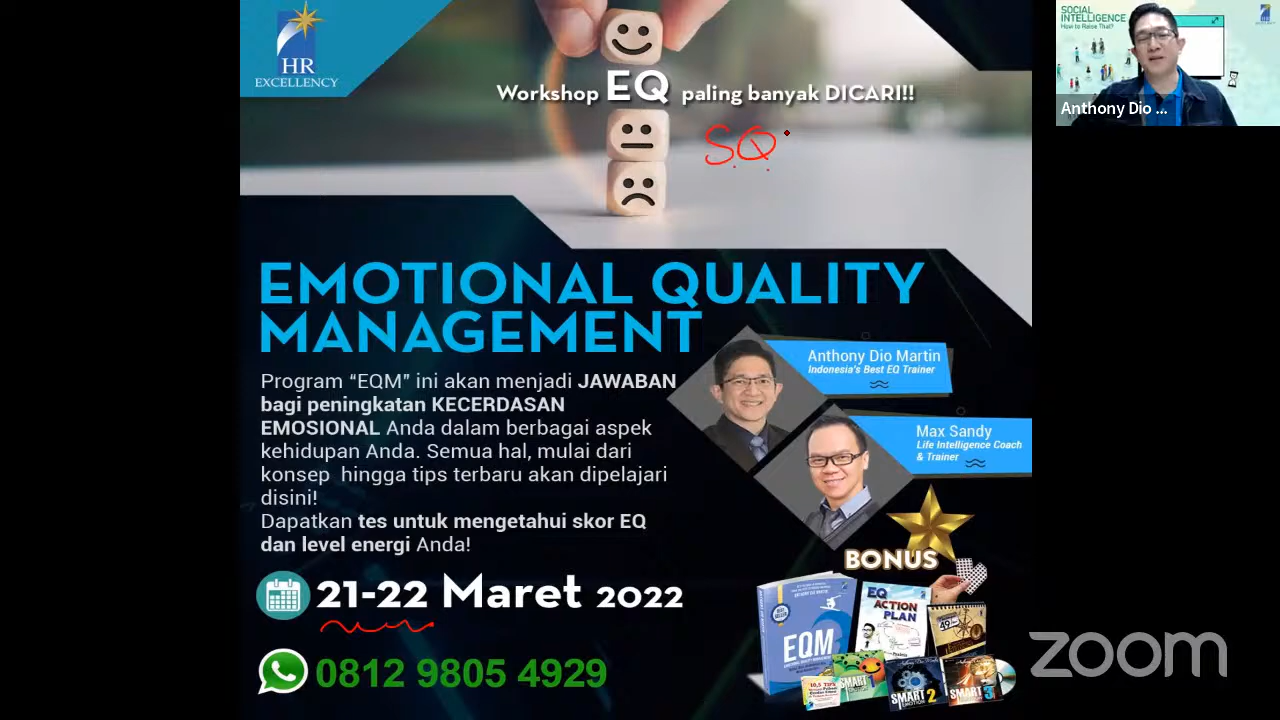 HR
EXCELLENCY
Workshop EQ paling banyak DICARI!!
SQ
EMOTIONAL QUALITY
MANAGEMENT
Program “EQM” ini akan menjadi JAWABAN
bagi peningkatan KECERDASAN
EMOSIONAL Anda dalam berbagai aspek
kehidupan Anda. Semua hal, mulai dari
konsep hingga tips terbaru akan dipelajari
disini!
Dapatkan tes untuk mengetahui skor EQ
dan level energi Anda!
21-22 Maret 2022
0812 9805 4929
Anthony Dio Martin
Indonesia's Best EQ Trainer
Max Sandy
Life Intelligence Coach
& Trainer
BONUS
EQM
EQ
ACTION
PLAN
SMART
SMART 2
SMART 3
SOCIAL
INTELLIGENCE
How to Raise That?
Anthony Dio ...
zoom